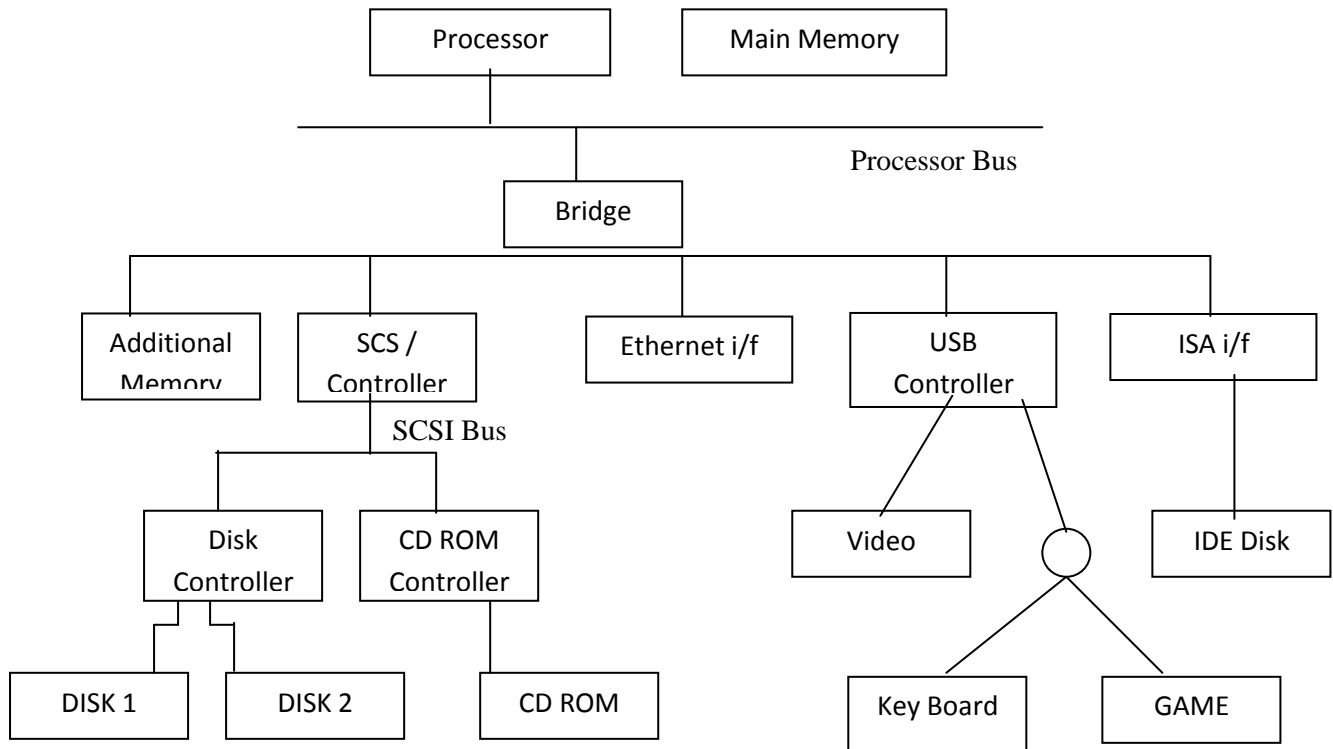 Processor
Main Memory
Processor Bus
Bridge
Additional
Memory
SCS /
Controller
Ethernet i/f
USB
Controller
ISA i/f
SCSI Bus
Disk
Controller
CD ROM
Controller
Video
IDE Disk
DISK 1
DISK 2
CD ROM
Key Board
GAME